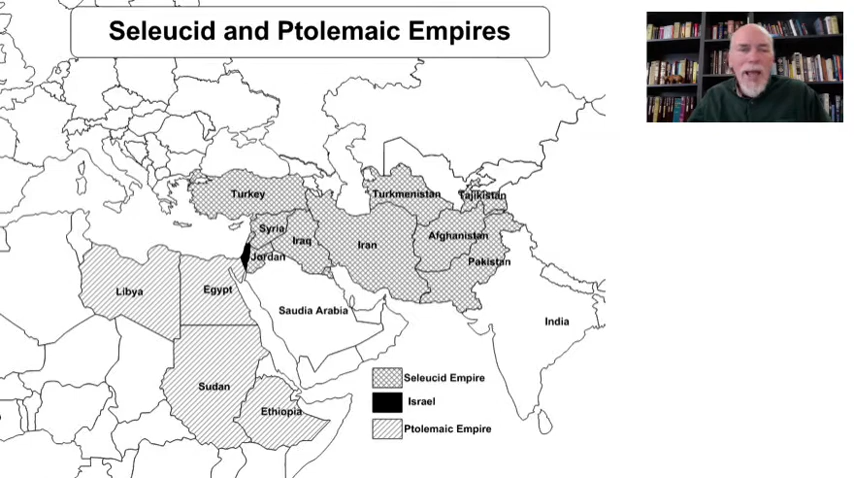 Seleucid and Ptolemaic Empires
Turkey
Turkmenistan
Tajikistan
Syria
Iraq
Iran
Afghanistan
Jordan
Pakistan
Libya
Egypt
Saudia Arabia
India
Sudan
Ethiopia
Seleucid Empire
Israel
Ptolemaic Empire